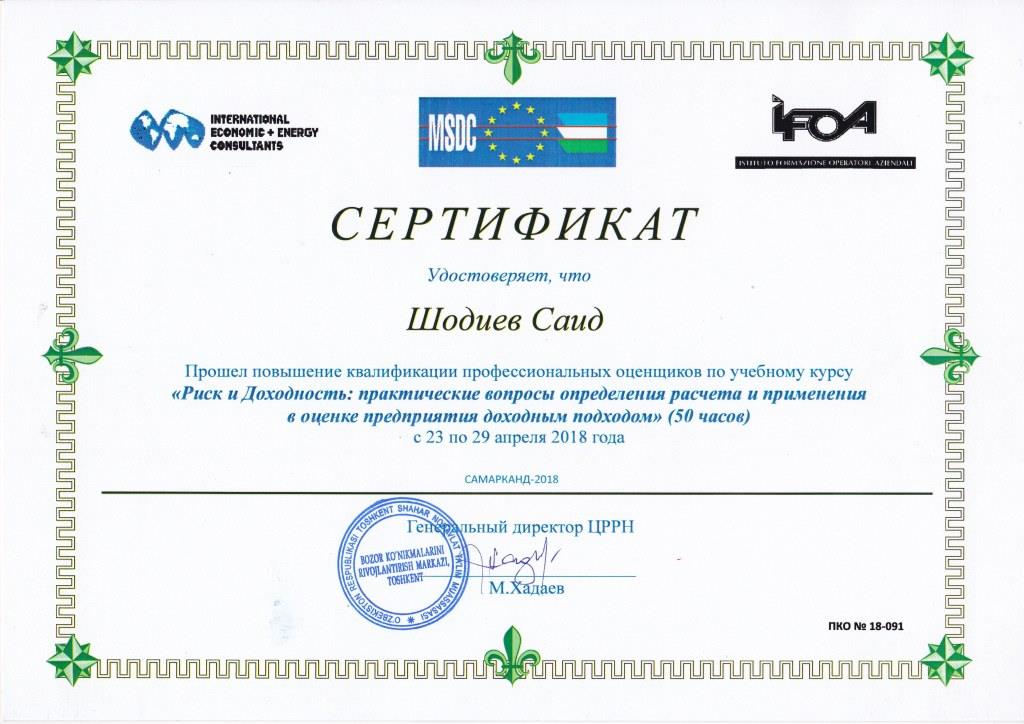 INTERNATIONAL
ECONOMIC + ENERGY
CONSULTANTS
MSDC
IFOA
ISTITUTO FORMAZIONE OPERATORI AZIENDALI
СЕРТИФИКАТ
Удостоверяет, что
Шодиев Саид
Прошел повышение квалификации профессиональных оценщиков по учебному курсу
«Риск и Доходность: практические вопросы определения расчета и применения
в оценке предприятия доходным подходом» (50 часов)
с 23 по 29 апреля 2018 года
САМАРКАНД-2018
Генеральный директор ЦРРН
O'ZBEKISTON RESPUBLIKASI TOSHKENT SHAHAR NODAVLAT TA'LIM MUASSASASI
BOZOR KO'NIKMALARINI
RIVOJLANTIRISH MARKAZI,
TOSHKENT
М.Хадаев
ПКО № 18-091